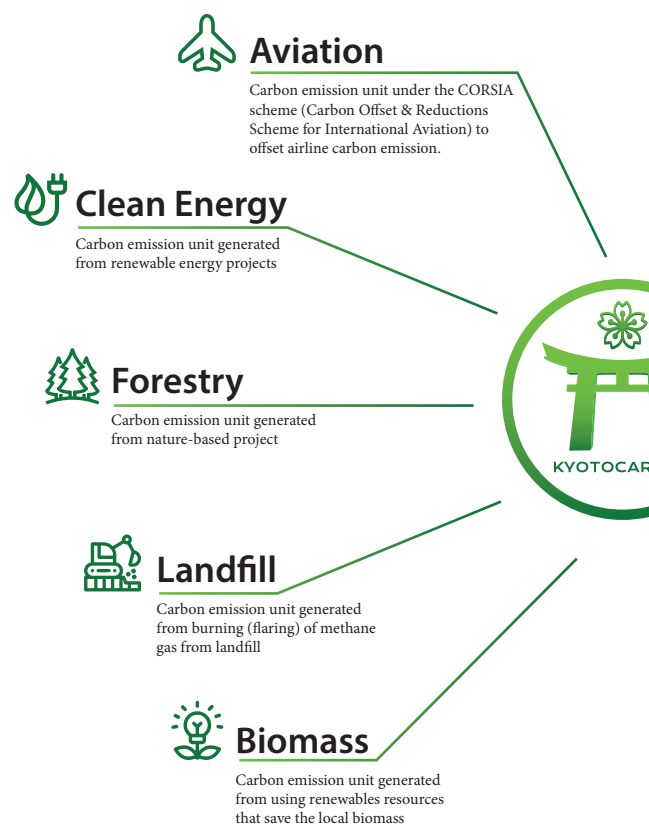 Aviation
Carbon emission unit under the CORSIA
scheme (Carbon Offset & Reductions
Scheme for International Aviation) to
offset airline carbon emission.
Clean Energy
Carbon emission unit generated
from renewable energy projects
Forestry
Carbon emission unit generated
from nature-based project
KYOTOCAR
Landfill
Carbon emission unit generated
from burning (flaring) of methane
gas from landfill
Biomass
Carbon emission unit generated
from using renewables resources
that save the local biomass